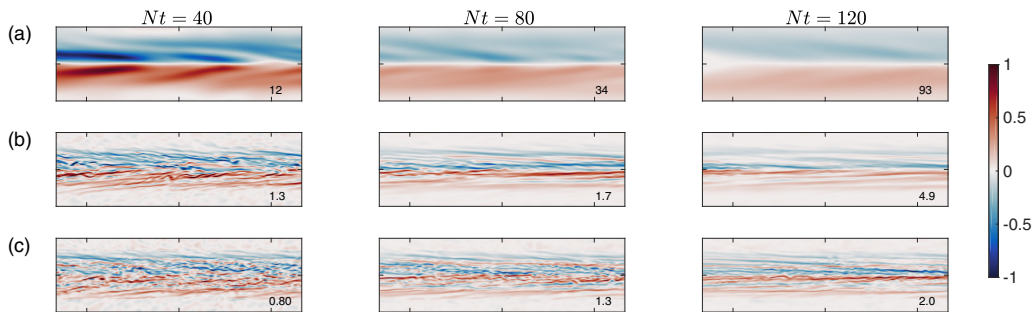 Nt = 40 Nt = 80 Nt = 120
(a) 12 34 93
(b) 1.3 1.7 4.9
(c) 0.80 1.3 2.0
1
0.5
0
-0.5
-1